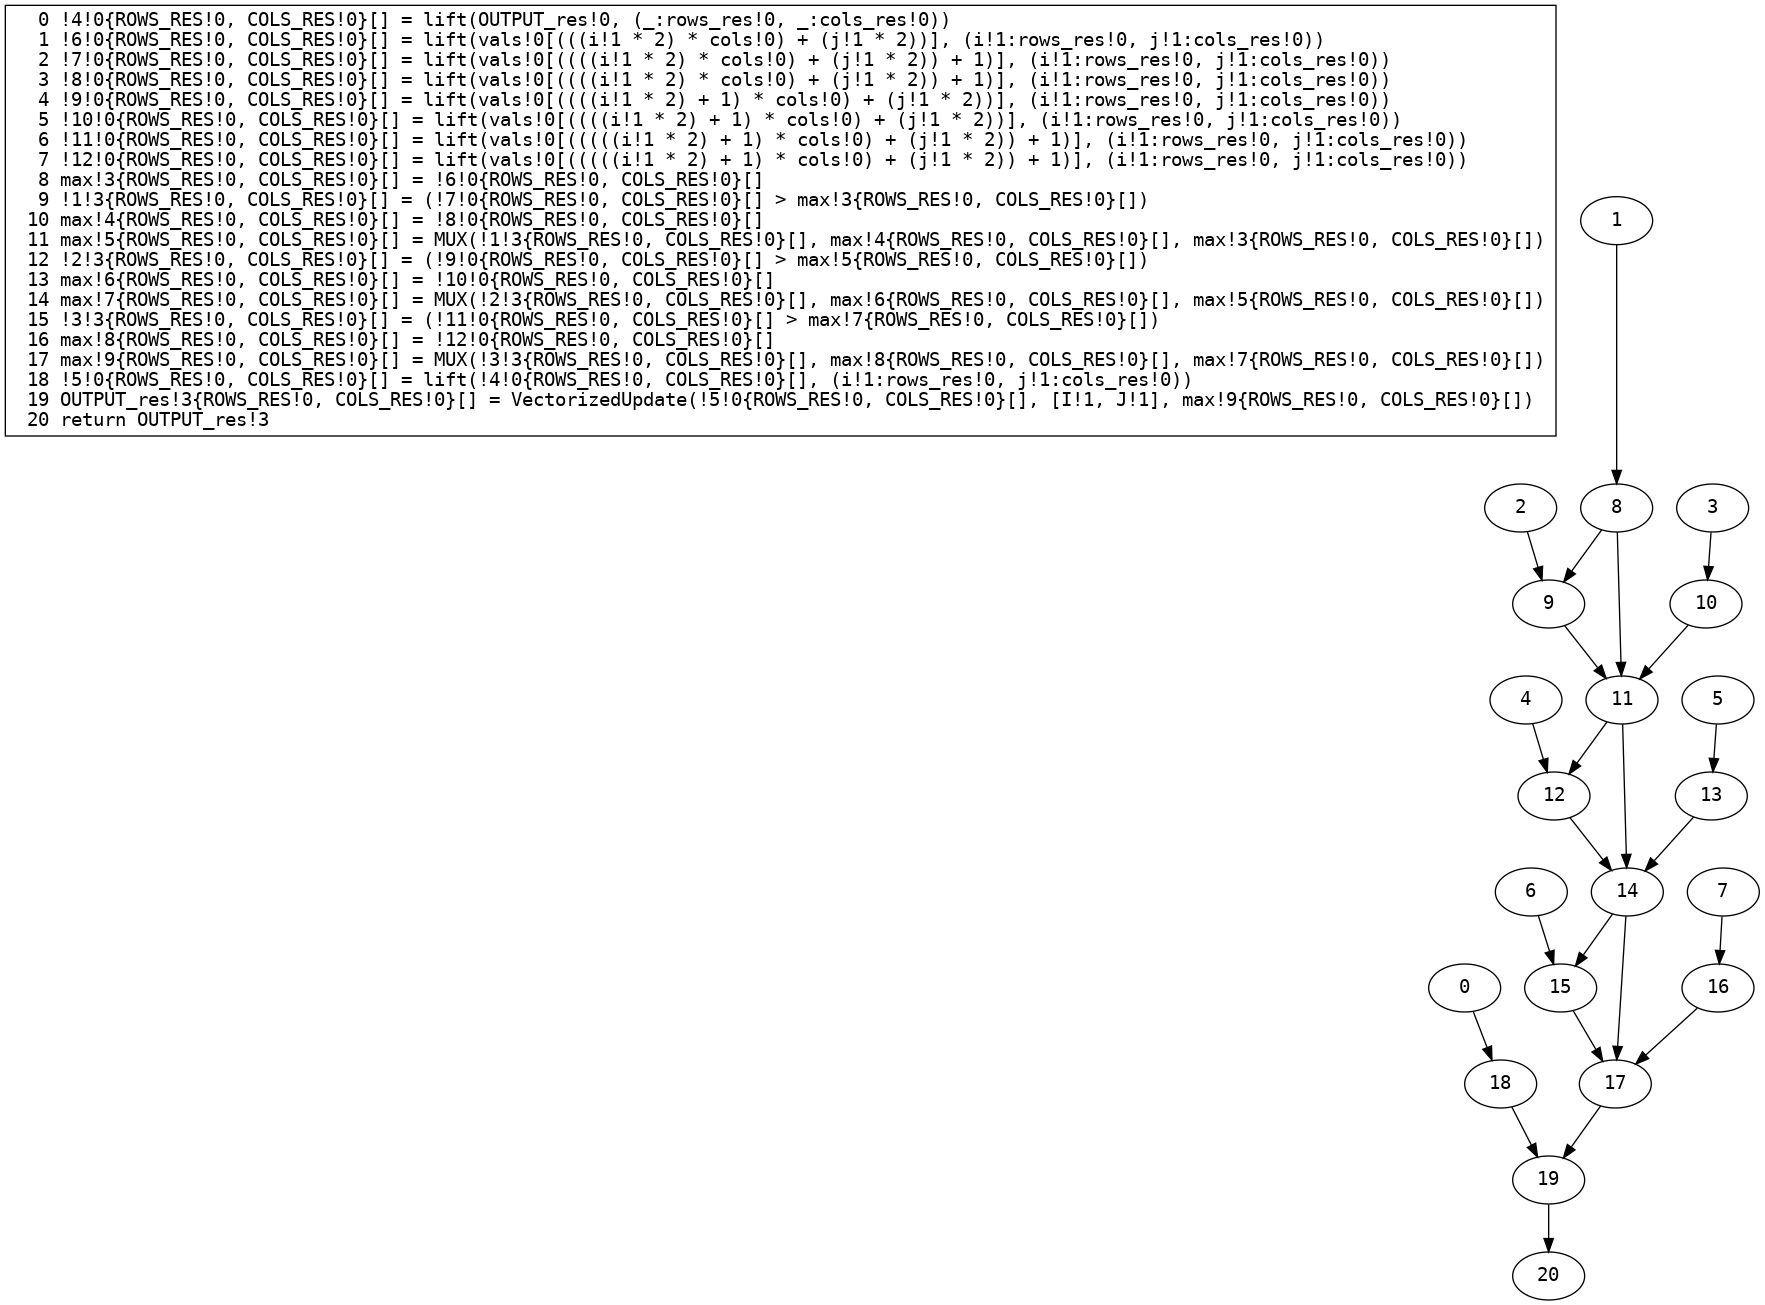 0 !4!0{ROWS_RES!0, COLS_RES!0}[] = lift(OUTPUT_res!0, (_:rows_res!0, _:cols_res!0))
1 !6!0{ROWS_RES!0, COLS_RES!0}[] = lift(vals!0[(((i!1 * 2) * cols!0) + (j!1 * 2))], (i!1:rows_res!0, j!1:cols_res!0))
2 !7!0{ROWS_RES!0, COLS_RES!0}[] = lift(vals!0[((((i!1 * 2) * cols!0) + (j!1 * 2)) + 1)], (i!1:rows_res!0, j!1:cols_res!0))
3 !8!0{ROWS_RES!0, COLS_RES!0}[] = lift(vals!0[((((i!1 * 2) * cols!0) + (j!1 * 2)) + 1)], (i!1:rows_res!0, j!1:cols_res!0))
4 !9!0{ROWS_RES!0, COLS_RES!0}[] = lift(vals!0[((((i!1 * 2) + 1) * cols!0) + (j!1 * 2))], (i!1:rows_res!0, j!1:cols_res!0))
5 !10!0{ROWS_RES!0, COLS_RES!0}[] = lift(vals!0[((((i!1 * 2) + 1) * cols!0) + (j!1 * 2))], (i!1:rows_res!0, j!1:cols_res!0))
6 !11!0{ROWS_RES!0, COLS_RES!0}[] = lift(vals!0[(((((i!1 * 2) + 1) * cols!0) + (j!1 * 2)) + 1)], (i!1:rows_res!0, j!1:cols_res!0))
7 !12!0{ROWS_RES!0, COLS_RES!0}[] = lift(vals!0[(((((i!1 * 2) + 1) * cols!0) + (j!1 * 2)) + 1)], (i!1:rows_res!0, j!1:cols_res!0))
8 max!3{ROWS_RES!0, COLS_RES!0}[] = !6!0{ROWS_RES!0, COLS_RES!0}[]
9 !1!3{ROWS_RES!0, COLS_RES!0}[] = (!7!0{ROWS_RES!0, COLS_RES!0}[] > max!3{ROWS_RES!0, COLS_RES!0}[])
10 max!4{ROWS_RES!0, COLS_RES!0}[] = !8!0{ROWS_RES!0, COLS_RES!0}[]
11 max!5{ROWS_RES!0, COLS_RES!0}[] = MUX(!1!3{ROWS_RES!0, COLS_RES!0}[], max!4{ROWS_RES!0, COLS_RES!0}[], max!3{ROWS_RES!0, COLS_RES!0}[])
12 !2!3{ROWS_RES!0, COLS_RES!0}[] = (!9!0{ROWS_RES!0, COLS_RES!0}[] > max!5{ROWS_RES!0, COLS_RES!0}[])
13 max!6{ROWS_RES!0, COLS_RES!0}[] = !10!0{ROWS_RES!0, COLS_RES!0}[]
14 max!7{ROWS_RES!0, COLS_RES!0}[] = MUX(!2!3{ROWS_RES!0, COLS_RES!0}[], max!6{ROWS_RES!0, COLS_RES!0}[], max!5{ROWS_RES!0, COLS_RES!0}[])
15 !3!3{ROWS_RES!0, COLS_RES!0}[] = (!11!0{ROWS_RES!0, COLS_RES!0}[] > max!7{ROWS_RES!0, COLS_RES!0}[])
16 max!8{ROWS_RES!0, COLS_RES!0}[] = !12!0{ROWS_RES!0, COLS_RES!0}[]
17 max!9{ROWS_RES!0, COLS_RES!0}[] = MUX(!3!3{ROWS_RES!0, COLS_RES!0}[], max!8{ROWS_RES!0, COLS_RES!0}[], max!7{ROWS_RES!0, COLS_RES!0}[])
18 !5!0{ROWS_RES!0, COLS_RES!0}[] = lift(!4!0{ROWS_RES!0, COLS_RES!0}[], (i!1:rows_res!0, j!1:cols_res!0))
19 OUTPUT_res!3{ROWS_RES!0, COLS_RES!0}[] = VectorizedUpdate(!5!0{ROWS_RES!0, COLS_RES!0}[], [I!1, J!1], max!9{ROWS_RES!0, COLS_RES!0}[])
20 return OUTPUT_res!3
1
2 8 3
9 10
4 11 5
12 13
6 14 7
0 15 16
18 17
19
20